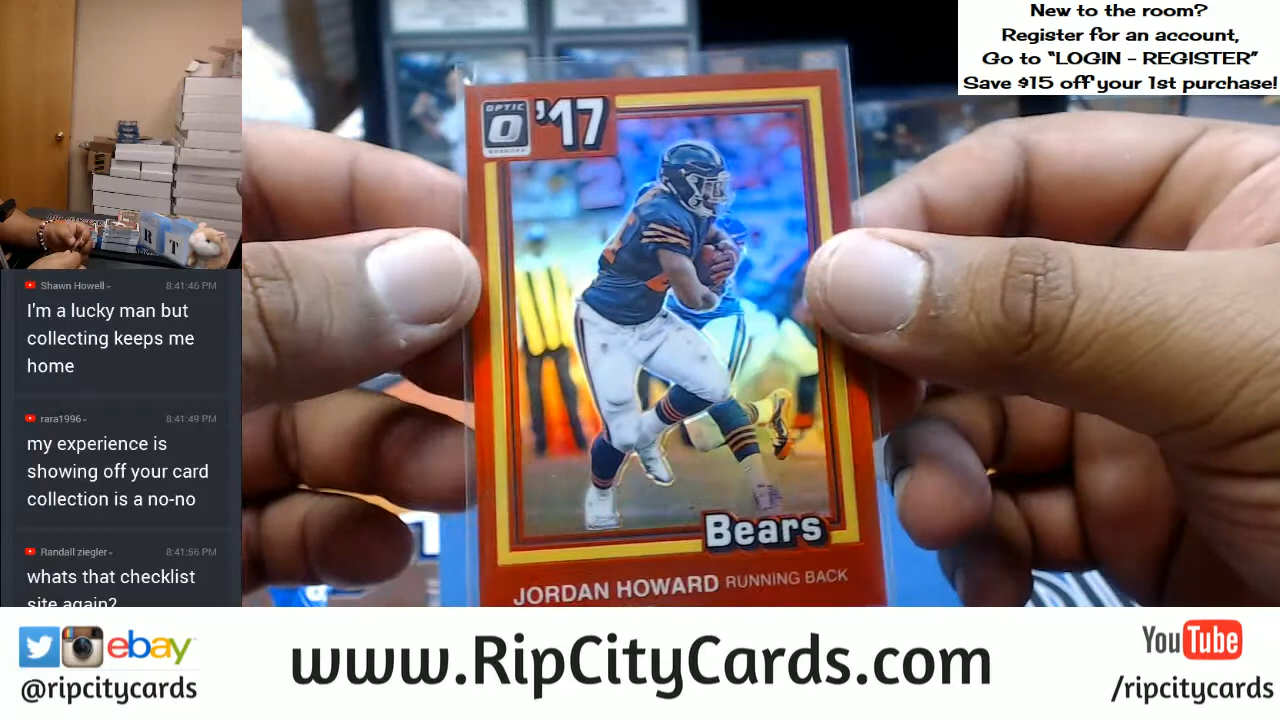 New to the room?
Register for an account,
Go to “LOGIN - REGISTER”
Save $15 off your 1st purchase!
R T
Shawn Howell
8:41:46 PM
I'm a lucky man but
collecting keeps me
home
rara1996
8:41:49 PM
my experience is
showing off your card
collection is a no-no
Randall ziegler
8:41:56 PM
whats that checklist
site again?
OPTIC
'17
Bears
JORDAN HOWARD RUNNING BACK
ebay
@ripcitycards
www.RipCityCards.com
YouTube
/ripcitycards